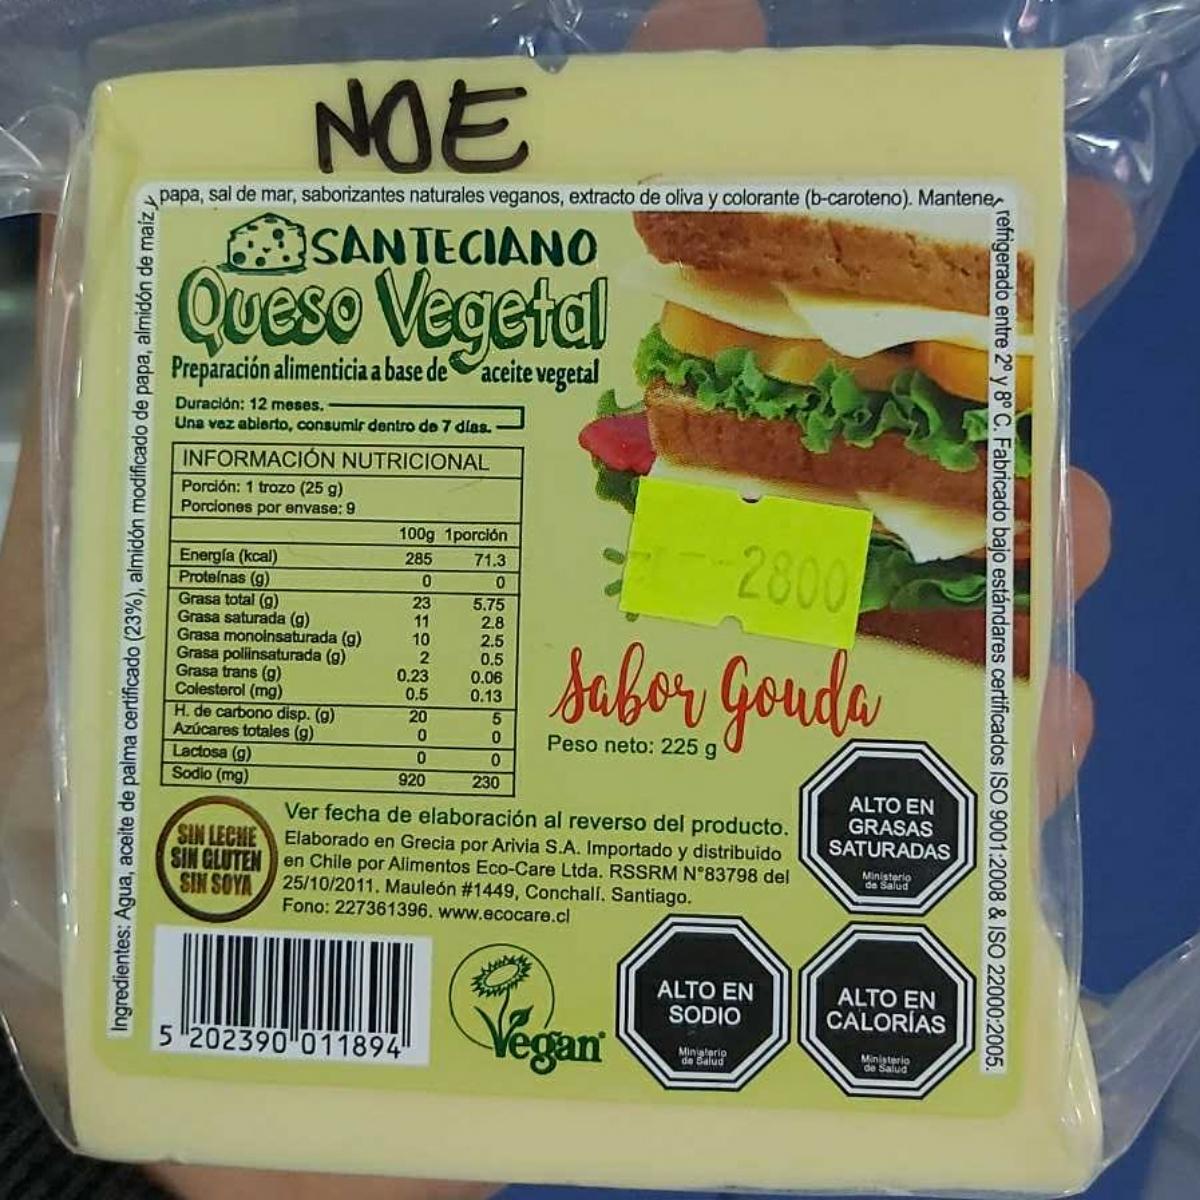 NOE
Ingredientes: Agua, aceite de palma certificado (23%), almidón modificado de papa, almidón de maíz y
papa, sal de mar, saborizantes naturales veganos, extracto de oliva y colorante (b-caroteno). Mantener
refrigerado entre 2º y 8º C. Fabricado bajo estándares certificados ISO 9001:2008 & ISO 22000:2005.
SANTECIANO
Queso Vegetal
Preparación alimenticia a base de aceite vegetal
Duración: 12 meses.
Una vez abierto, consumir dentro de 7 días.
INFORMACIÓN NUTRICIONAL
Porción: 1 trozo (25 g)
Porciones por envase: 9
100g 1porción
Energía (kcal) 285 71.3
Proteínas (g) 0 0
Grasa total (g) 23 5.75
Grasa saturada (g) 11 2.8
Grasa monoinsaturada (g) 10 2.5
Grasa poliinsaturada (g) 2 0.5
Grasa trans (g) 0.23 0.06
Colesterol (mg) 0.5 0.13
H. de carbono disp. (g) 20 5
Azúcares totales (g) 0 0
Lactosa (g) 0 0
Sodio (mg) 920 230
2800
Sabor Gouda
Peso neto: 225 g
SIN LECHE
SIN GLUTEN
SIN SOYA
Ver fecha de elaboración al reverso del producto.
Elaborado en Grecia por Arivia S.A. Importado y distribuido
en Chile por Alimentos Eco-Care Ltda. RSSRM N°83798 del
25/10/2011. Mauleón #1449, Conchalí. Santiago.
Fono: 227361396. www.ecocare.cl
ALTO EN
GRASAS
SATURADAS
Ministerio
de Salud
5 202390 011894
Vegan
ALTO EN
SODIO
Ministerio
de Salud
ALTO EN
CALORÍAS
Ministerio
de Salud